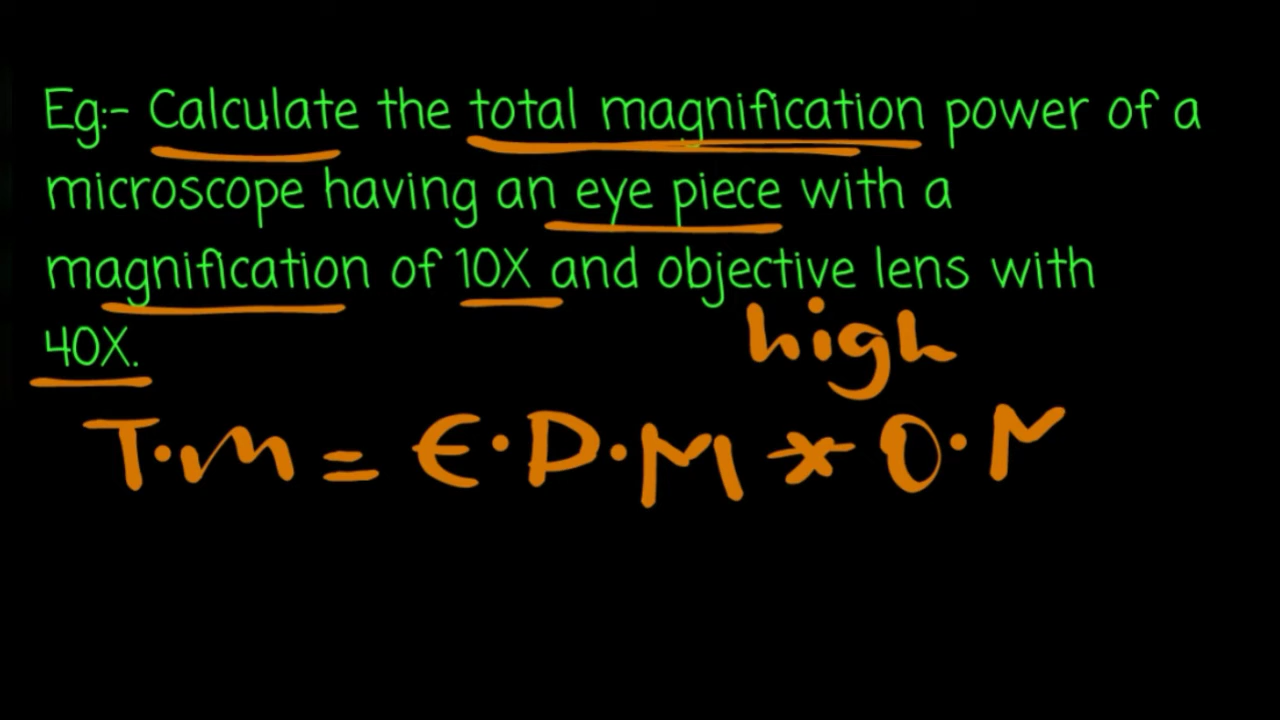 Eg:- Calculate the total magnification power of a
microscope having an eye piece with a
magnification of 10X and objective lens with
high
40X.
T.m = E.P.M * O.M